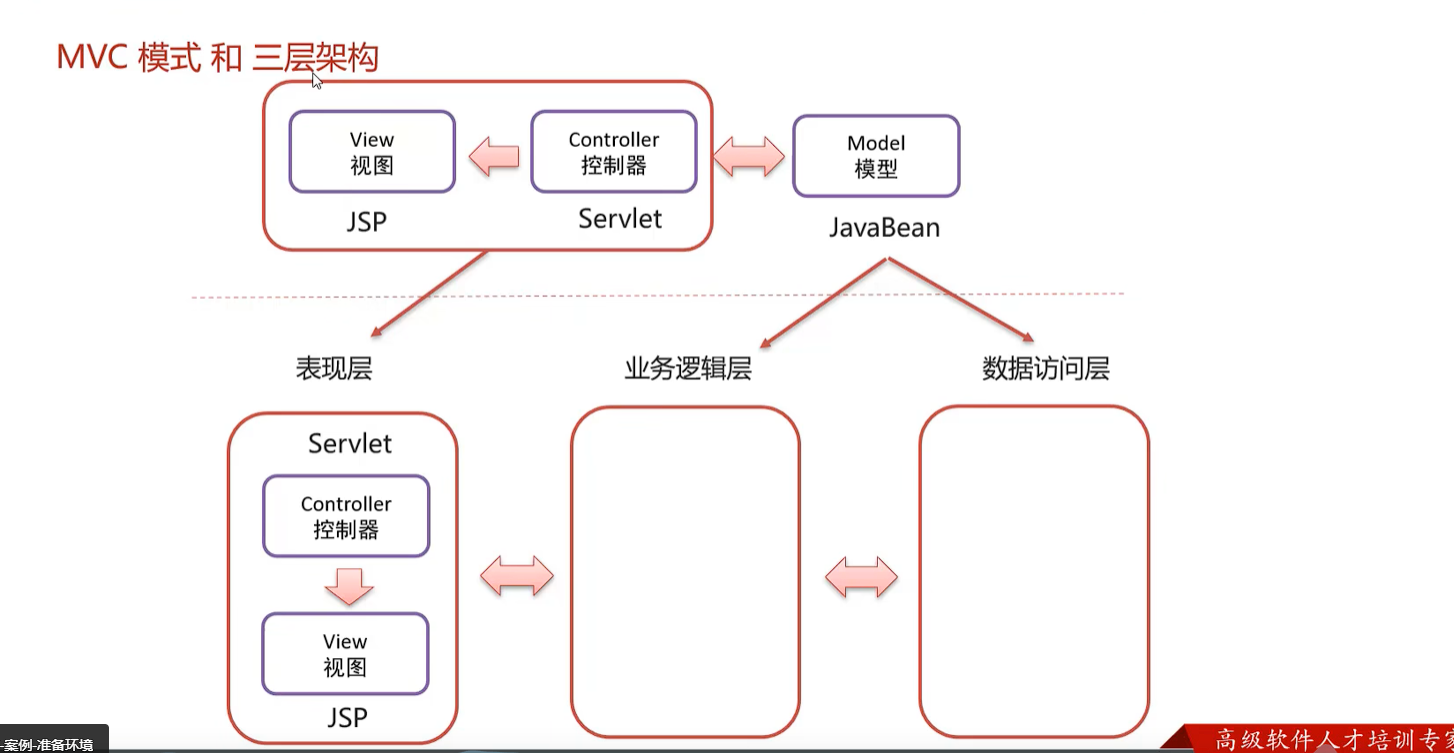 MVC 模式 和 三层架构
View
视图
JSP
Controller
控制器
Servlet
Model
模型
JavaBean
表现层
业务逻辑层
数据访问层
Servlet
Controller
控制器
View
视图
JSP
-案例-准备环境
高级软件人才培训专家